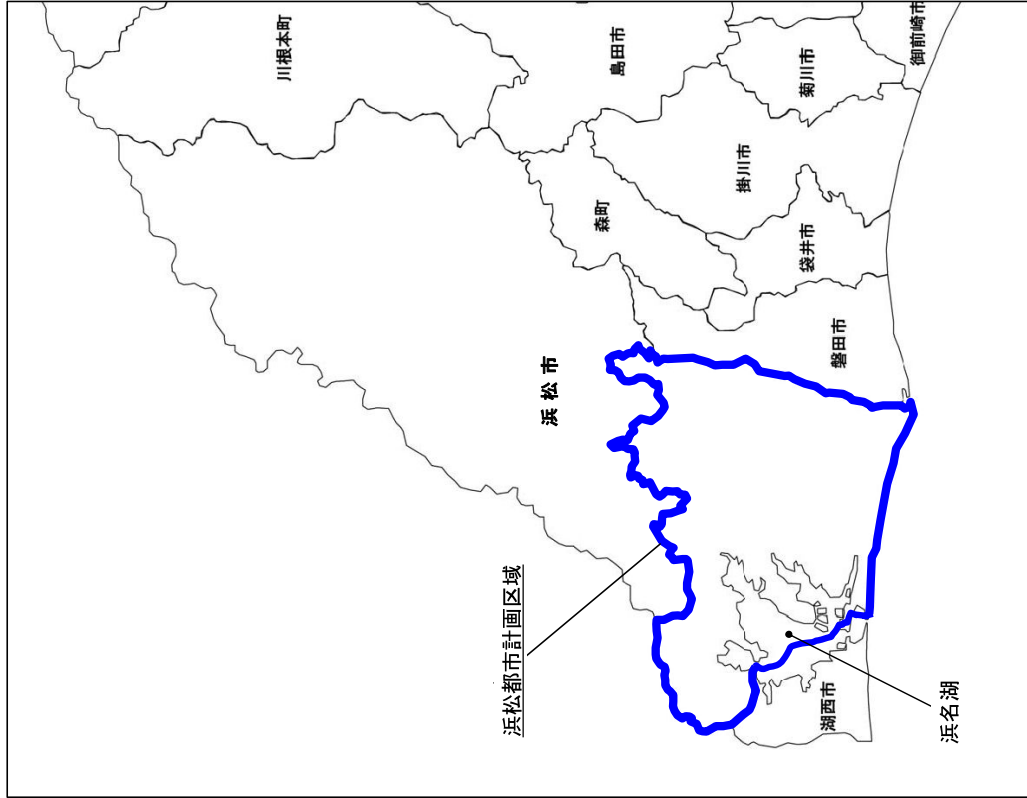 川根本町
島田市
御前崎市
菊川市
掛川市
森町
袋井市
磐田市
浜松市
浜松都市計画区域
湖西市
浜名湖